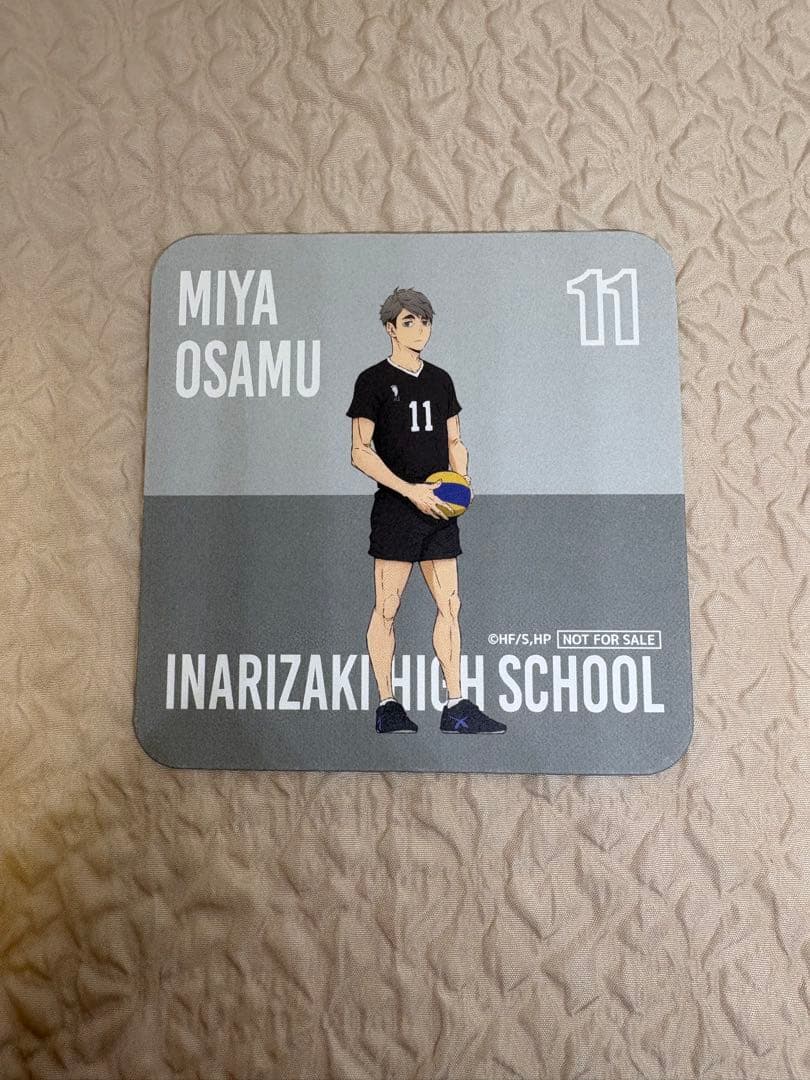 MIYA
OSAMU
11
11
©HF/S,HP NOT FOR SALE
INARIZAKI HIGH SCHOOL